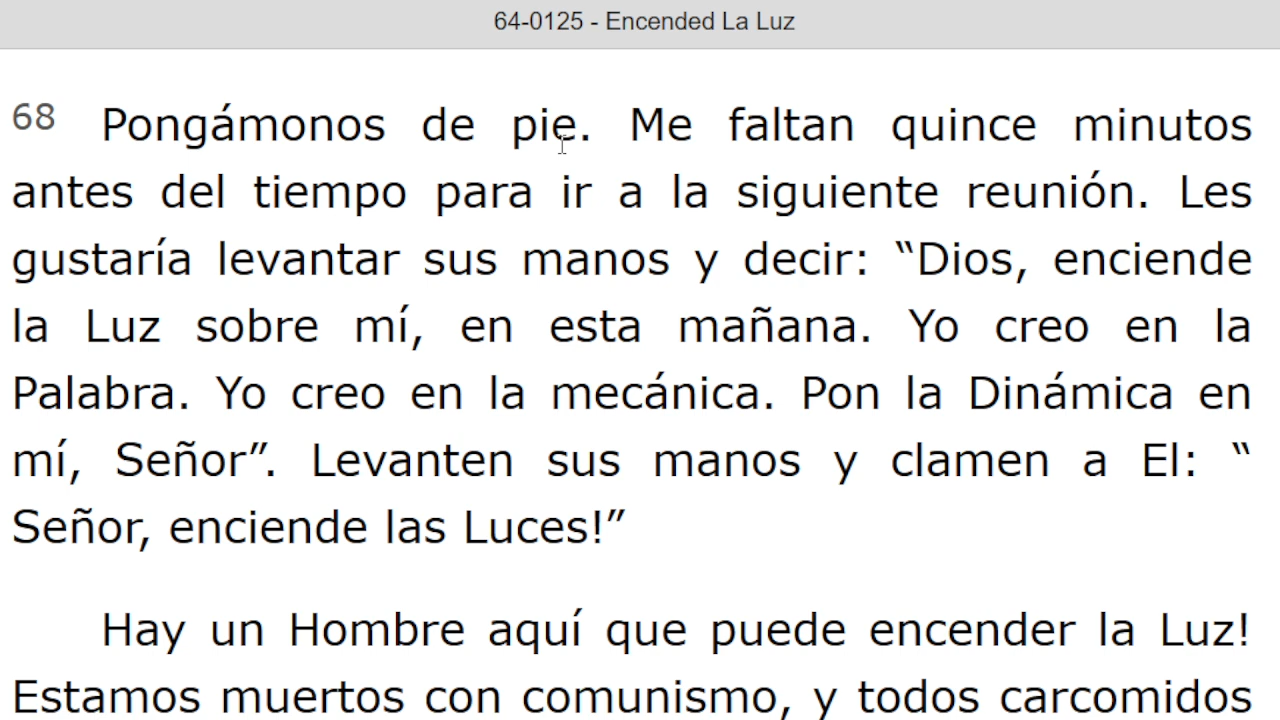 64-0125 - Encended La Luz
68 Pongámonos de pie. Me faltan quince minutos
antes del tiempo para ir a la siguiente reunión. Les
gustaría levantar sus manos y decir: “Dios, enciende
la Luz sobre mí, en esta mañana. Yo creo en la
Palabra. Yo creo en la mecánica. Pon la Dinámica en
mí, Señor”. Levanten sus manos y clamen a El: “
Señor, enciende las Luces!”
Hay un Hombre aquí que puede encender la Luz!
Estamos muertos con comunismo, y todos carcomidos